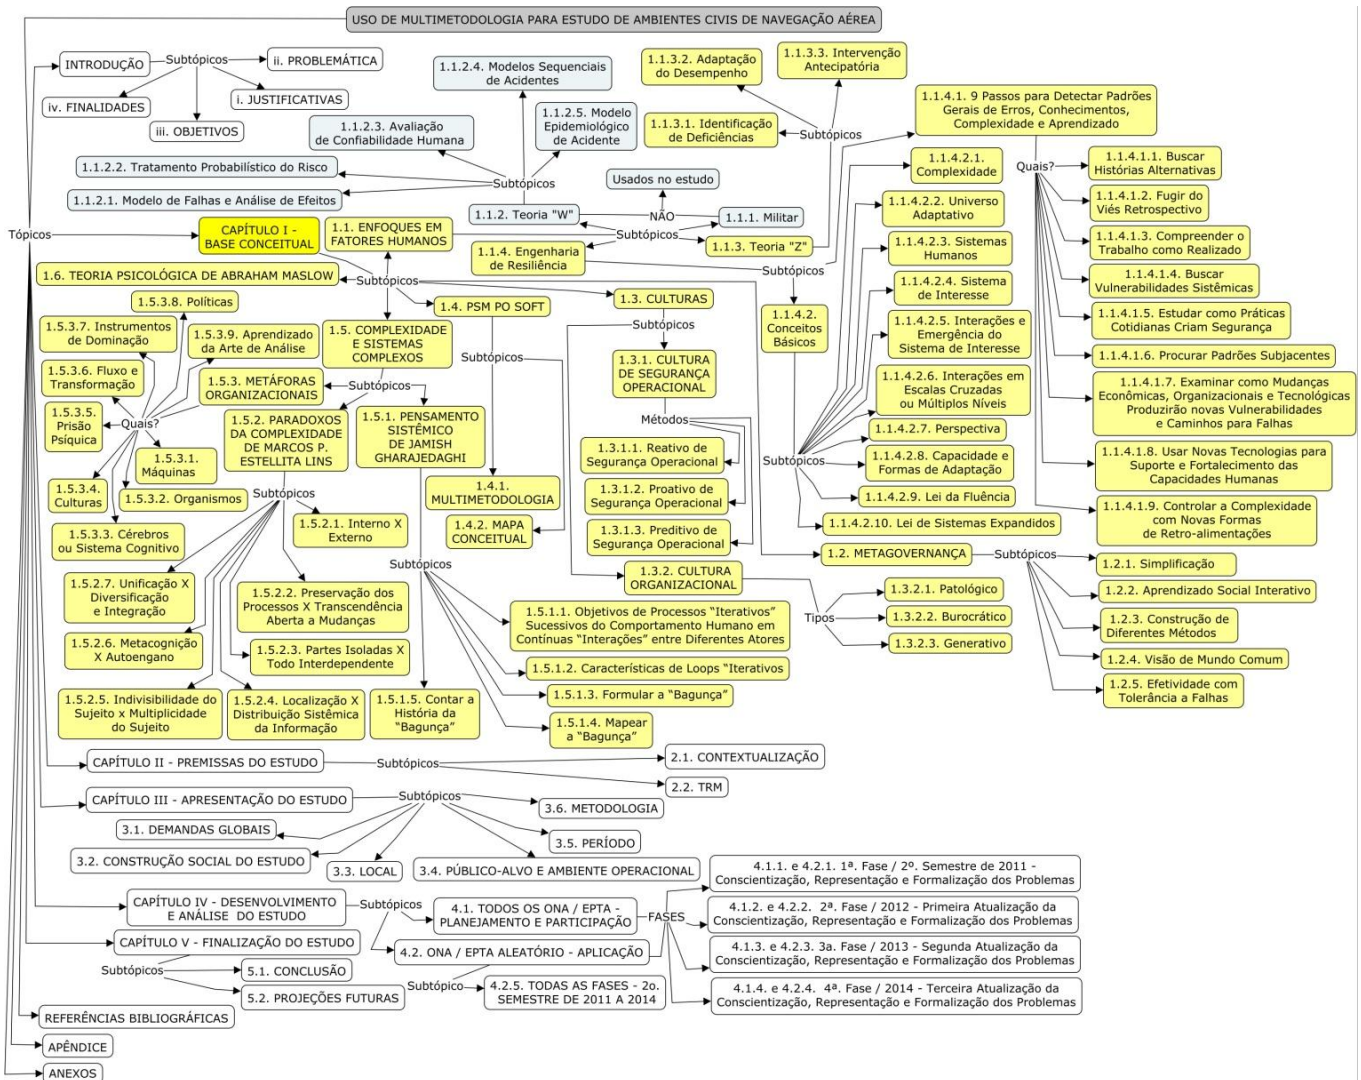 USO DE MULTIMETODOLOGIA PARA ESTUDO DE AMBIENTES CIVIS DE NAVEGAÇÃO AÉREA
Tópicos
INTRODUÇÃO
Subtópicos
ii. PROBLEMÁTICA
i. JUSTIFICATIVAS
iv. FINALIDADES
iii. OBJETIVOS
1.1.2.4. Modelos Sequenciais
de Acidentes
1.1.2.5. Modelo
Epidemiológico
de Acidente
1.1.2.3. Avaliação
de Confiabilidade Humana
1.1.2.2. Tratamento Probabilístico do Risco
1.1.2.1. Modelo de Falhas e Análise de Efeitos
Subtópicos
Usados no estudo
NÃO
1.1.2. Teoria "W"
1.1.1. Militar
1.1.3.2. Adaptação
do Desempenho
1.1.3.3. Intervenção
Antecipatória
1.1.3.1. Identificação
de Deficiências
Subtópicos
CAPÍTULO I -
BASE CONCEITUAL
1.1. ENFOQUES EM
FATORES HUMANOS
Subtópicos
1.1.3. Teoria "Z"
1.1.4. Engenharia
de Resiliência
Subtópicos
1.1.4.1. 9 Passos para Detectar Padrões
Gerais de Erros, Conhecimentos,
Complexidade e Aprendizado
Quais?
1.1.4.1.1. Buscar
Histórias Alternativas
1.1.4.1.2. Fugir do
Viés Retrospectivo
1.1.4.1.3. Compreender o
Trabalho como Realizado
1.1.4.1.4. Buscar
Vulnerabilidades Sistêmicas
1.1.4.1.5. Estudar como Práticas
Cotidianas Criam Segurança
1.1.4.1.6. Procurar Padrões Subjacentes
1.1.4.1.7. Examinar como Mudanças
Econômicas, Organizacionais e Tecnológicas
Produzirão novas Vulnerabilidades
e Caminhos para Falhas
1.1.4.1.8. Usar Novas Tecnologias para
Suporte e Fortalecimento das
Capacidades Humanas
1.1.4.1.9. Controlar a Complexidade
com Novas Formas
de Retro-alimentações
1.1.4.2.
Conceitos
Básicos
Subtópicos
1.1.4.2.1.
Complexidade
1.1.4.2.2. Universo
Adaptativo
1.1.4.2.3. Sistemas
Humanos
1.1.4.2.4. Sistema
de Interesse
1.1.4.2.5. Interações e
Emergência do
Sistema de Interesse
1.1.4.2.6. Interações em
Escalas Cruzadas
ou Múltiplos Níveis
1.1.4.2.7. Perspectiva
1.1.4.2.8. Capacidade e
Formas de Adaptação
1.1.4.2.9. Lei da Fluência
1.1.4.2.10. Lei de Sistemas Expandidos
1.6. TEORIA PSICOLÓGICA DE ABRAHAM MASLOW
Subtópicos
1.4. PSM PO SOFT
1.3. CULTURAS
1.5. COMPLEXIDADE
E SISTEMAS
COMPLEXOS
Subtópicos
1.5.3. METÁFORAS
ORGANIZACIONAIS
Quais?
1.5.3.8. Políticas
1.5.3.7. Instrumentos
de Dominação
1.5.3.9. Aprendizado
da Arte de Análise
1.5.3.6. Fluxo e
Transformação
1.5.3.5.
Prisão
Psíquica
1.5.3.4.
Culturas
1.5.3.1.
Máquinas
1.5.3.2. Organismos
1.5.3.3. Cérebros
ou Sistema Cognitivo
1.5.2. PARADOXOS
DA COMPLEXIDADE
DE MARCOS P.
ESTELLITA LINS
Subtópicos
1.5.2.1. Interno X
Externo
1.5.2.7. Unificação X
Diversificação
e Integração
1.5.2.2. Preservação dos
Processos X Transcendência
Aberta a Mudanças
1.5.2.6. Metacognição
X Autoengano
1.5.2.3. Partes Isoladas X
Todo Interdependente
1.5.2.5. Indivisibilidade do
Sujeito x Multiplicidade
do Sujeito
1.5.2.4. Localização X
Distribuição Sistêmica
da Informação
1.5.1. PENSAMENTO
SISTÊMICO
DE JAMISH
GHARAJEDAGHI
Subtópicos
1.5.1.1. Objetivos de Processos “Iterativos”
Sucessivos do Comportamento Humano em
Contínuas “Interações” entre Diferentes Atores
1.5.1.2. Características de Loops “Iterativos
1.5.1.3. Formular a “Bagunça”
1.5.1.4. Mapear
a “Bagunça”
1.5.1.5. Contar a
História da
“Bagunça”
Subtópicos
1.4.1.
MULTIMETODOLOGIA
1.4.2. MAPA
CONCEITUAL
Subtópicos
1.3.1. CULTURA
DE SEGURANÇA
OPERACIONAL
Métodos
1.3.1.1. Reativo de
Segurança Operacional
1.3.1.2. Proativo de
Segurança Operacional
1.3.1.3. Preditivo de
Segurança Operacional
1.3.2. CULTURA
ORGANIZACIONAL
Tipos
1.3.2.1. Patológico
1.3.2.2. Burocrático
1.3.2.3. Generativo
1.2. METAGOVERNANÇA
Subtópicos
1.2.1. Simplificação
1.2.2. Aprendizado Social Interativo
1.2.3. Construção de
Diferentes Métodos
1.2.4. Visão de Mundo Comum
1.2.5. Efetividade com
Tolerância a Falhas
CAPÍTULO II - PREMISSAS DO ESTUDO
Subtópicos
2.1. CONTEXTUALIZAÇÃO
2.2. TRM
CAPÍTULO III - APRESENTAÇÃO DO ESTUDO
Subtópicos
3.6. METODOLOGIA
3.1. DEMANDAS GLOBAIS
3.5. PERÍODO
3.2. CONSTRUÇÃO SOCIAL DO ESTUDO
3.3. LOCAL
3.4. PÚBLICO-ALVO E AMBIENTE OPERACIONAL
CAPÍTULO IV - DESENVOLVIMENTO
E ANÁLISE DO ESTUDO
Subtópicos
4.1. TODOS OS ONA / EPTA -
PLANEJAMENTO E PARTICIPAÇÃO
4.2. ONA / EPTA ALEATÓRIO - APLICAÇÃO
FASES
4.1.1. e 4.2.1. 1ª. Fase / 2º. Semestre de 2011 -
Conscientização, Representação e Formalização dos Problemas
4.1.2. e 4.2.2. 2ª. Fase / 2012 - Primeira Atualização da
Conscientização, Representação e Formalização dos Problemas
4.1.3. e 4.2.3. 3a. Fase / 2013 - Segunda Atualização da
Conscientização, Representação e Formalização dos Problemas
4.1.4. e 4.2.4. 4ª. Fase / 2014 - Terceira Atualização da
Conscientização, Representação e Formalização dos Problemas
Subtópico
4.2.5. TODAS AS FASES - 2o.
SEMESTRE DE 2011 A 2014
CAPÍTULO V - FINALIZAÇÃO DO ESTUDO
Subtópicos
5.1. CONCLUSÃO
5.2. PROJEÇÕES FUTURAS
REFERÊNCIAS BIBLIOGRÁFICAS
APÊNDICE
ANEXOS